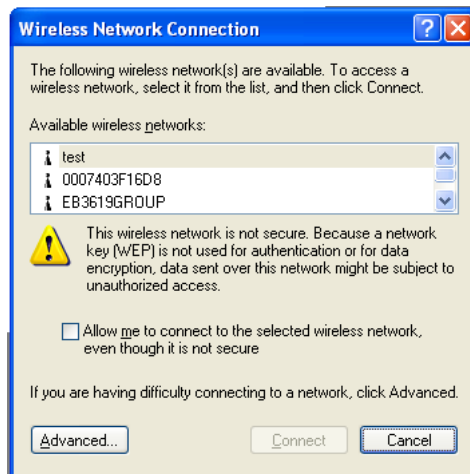 Wireless Network Connection
The following wireless network(s) are available. To access a
wireless network, select it from the list, and then click Connect.
Available wireless networks:
test
0007403F16D8
EB3619GROUP
This wireless network is not secure. Because a network
key (WEP) is not used for authentication or for data
encryption, data sent over this network might be subject to
unauthorized access.
Allow me to connect to the selected wireless network,
even though it is not secure
If you are having difficulty connecting to a network, click Advanced.
Advanced... Connect Cancel